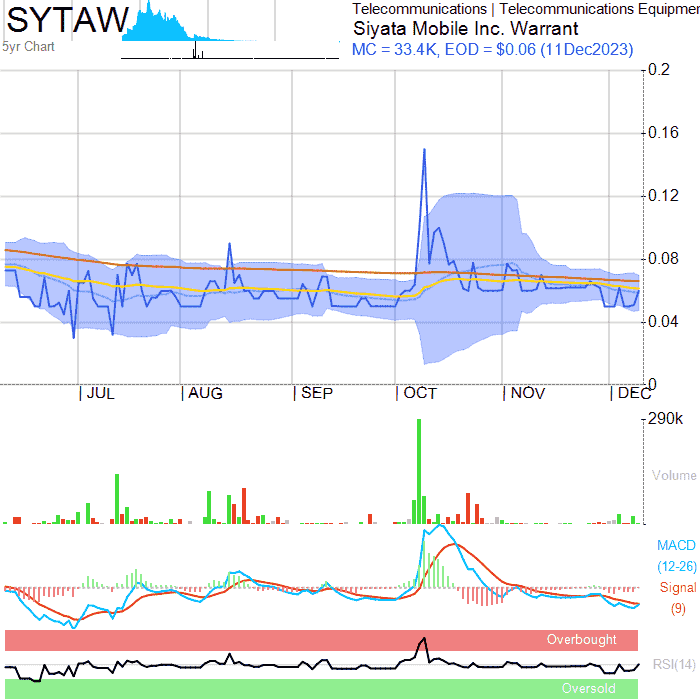 SYTAW
5yr Chart
Telecommunications | Telecommunications Equipmen
Siyata Mobile Inc. Warrant
MC = 33.4K, EOD = $0.06 (11Dec2023)
0.2
0.16
0.12
0.08
0.04
0
JUL AUG SEP OCT NOV DEC
290k
Volume
MACD
(12-26)
Signal
(9)
Overbought
RSI(14)
Oversold